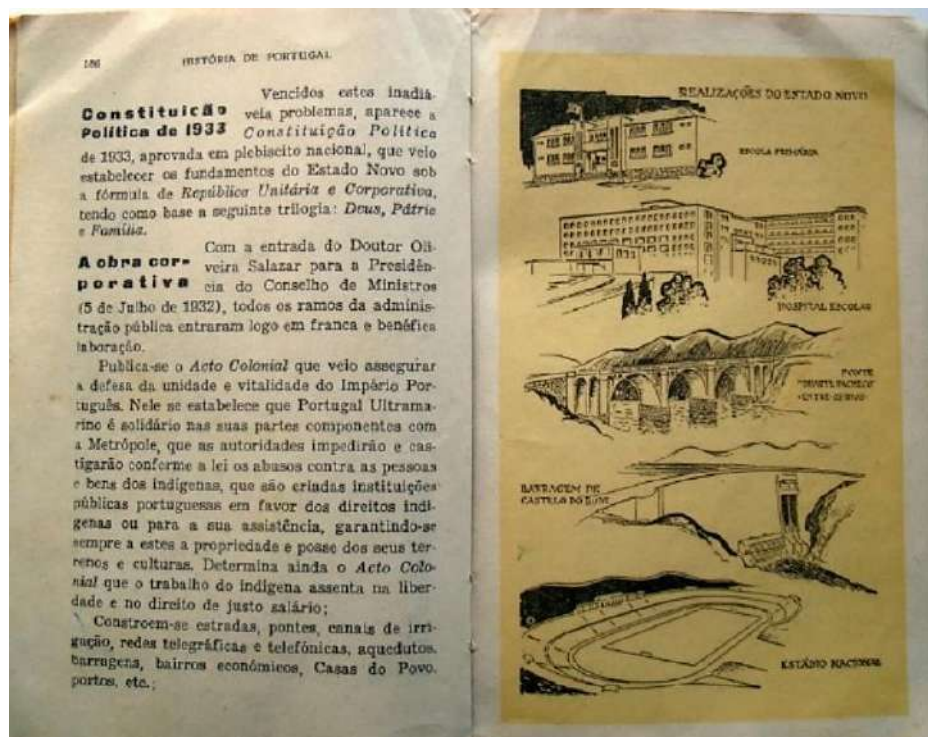 186
HISTÓRIA DE PORTUGAL
Constituição
Política de 1933
Vencidos estes inadiá-
veis problemas, aparece a
Constituição Política
de 1933, aprovada em plebiscito nacional, que veio
estabelecer os fundamentos do Estado Novo sob
a fórmula de República Unitária e Corporativa,
tendo como base a seguinte trilogia: Deus, Pátria
e Família.
A obra cor-
porativa
Com a entrada do Doutor Oli-
veira Salazar para a Presidên-
cia do Conselho de Ministros
(5 de Julho de 1932), todos os ramos da adminis-
tração pública entraram logo em franca e benéfica
laboração.
Publica-se o Acto Colonial que veio assegurar
a defesa da unidade e vitalidade do Império Por-
tuguês. Nele se estabelece que Portugal Ultrama-
rino é solidário nas suas partes componentes com
a Metrópole, que as autoridades impedirão e cas-
tigarão conforme a lei os abusos contra as pessoas
e bens dos indígenas, que são criadas instituições
públicas portuguesas em favor dos direitos indí-
genas ou para a sua assistência, garantindo-se
sempre a estes a propriedade e posse dos seus ter-
renos e culturas. Determina ainda o Acto Colo-
nial que o trabalho do indígena assenta na liber-
dade e no direito de justo salário;
Constroem-se estradas, pontes, canais de irri-
gação, redes telegráficas e telefónicas, aquedutos,
barragens, bairros económicos, Casas do Povo,
portos, etc.;
REALIZAÇÕES DO ESTADO NOVO
ESCOLA PRIMÁRIA
HOSPITAL ESCOLAR
PONTE
"DUARTE PACHECO"
BARRAGEM DE
CASTELO DO BODE
ESTÁDIO NACIONAL